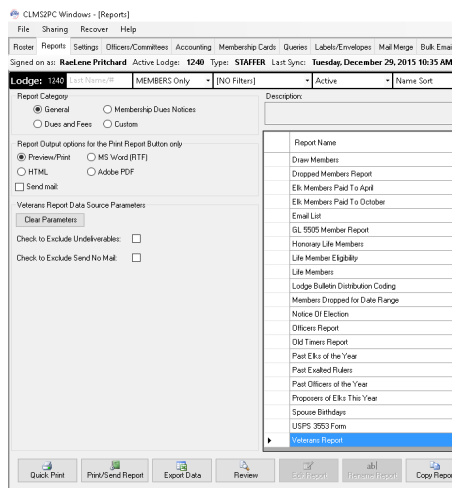 CLMS2PC Windows - [Reports]
File Sharing Recover Help
Roster Reports Settings Officers/Committees Accounting Membership Cards Queries Labels/Envelopes Mail Merge Bulk Emai
Signed on as: RaeLene Pritchard Active Lodge: 1240 Type: STAFFER Last Sync: Tuesday, December 29, 2015 10:35 AM
Lodge: 1240 Last Name/# MEMBERS Only [NO Filters] Active Name Sort
Report Category
General Membership Dues Notices
Dues and Fees Custom
Description:
Report Output options for the Print Report Button only
Preview/Print MS Word (RTF)
HTML Adobe PDF
Send mail:
Veterans Report Data Source Parameters
Clear Parameters
Check to Exclude Undeliverables:
Check to Exclude Send No Mail:
Report Name
Draw Members
Dropped Members Report
Elk Members Paid To April
Elk Members Paid To October
Email List
GL 5505 Member Report
Honorary Life Members
Life Member Eligibility
Life Members
Lodge Bulletin Distribution Coding
Members Dropped for Date Range
Notice Of Election
Officers Report
Old Timers Report
Past Elks of the Year
Past Exalted Rulers
Past Officers of the Year
Proposers of Elks This Year
Spouse Birthdays
USPS 3553 Form
Veterans Report
Quick Print Print/Send Report Export Data Review Edit Report Rename Report Copy Repor